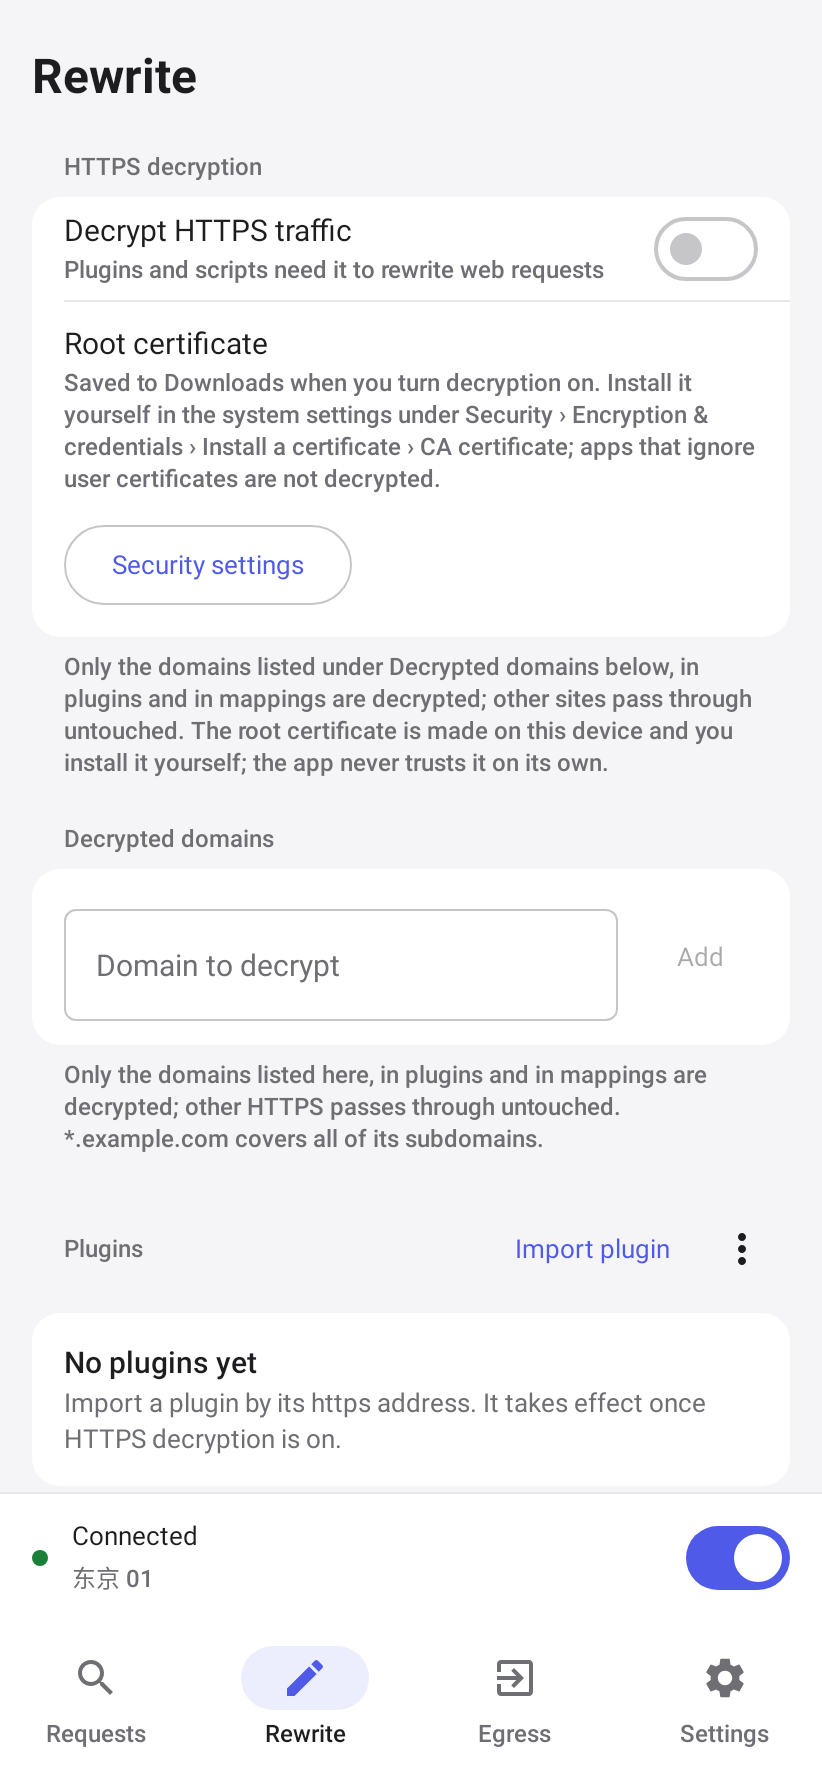 Rewrite
HTTPS decryption
Decrypt HTTPS traffic
Plugins and scripts need it to rewrite web requests
Root certificate
Saved to Downloads when you turn decryption on. Install it
yourself in the system settings under Security › Encryption &
credentials › Install a certificate › CA certificate; apps that ignore
user certificates are not decrypted.
Security settings
Only the domains listed under Decrypted domains below, in
plugins and in mappings are decrypted; other sites pass through
untouched. The root certificate is made on this device and you
install it yourself; the app never trusts it on its own.
Decrypted domains
Domain to decrypt
Add
Only the domains listed here, in plugins and in mappings are
decrypted; other HTTPS passes through untouched.
*.example.com covers all of its subdomains.
Plugins
Import plugin
No plugins yet
Import a plugin by its https address. It takes effect once
HTTPS decryption is on.
Connected
东京 01
Requests
Rewrite
Egress
Settings